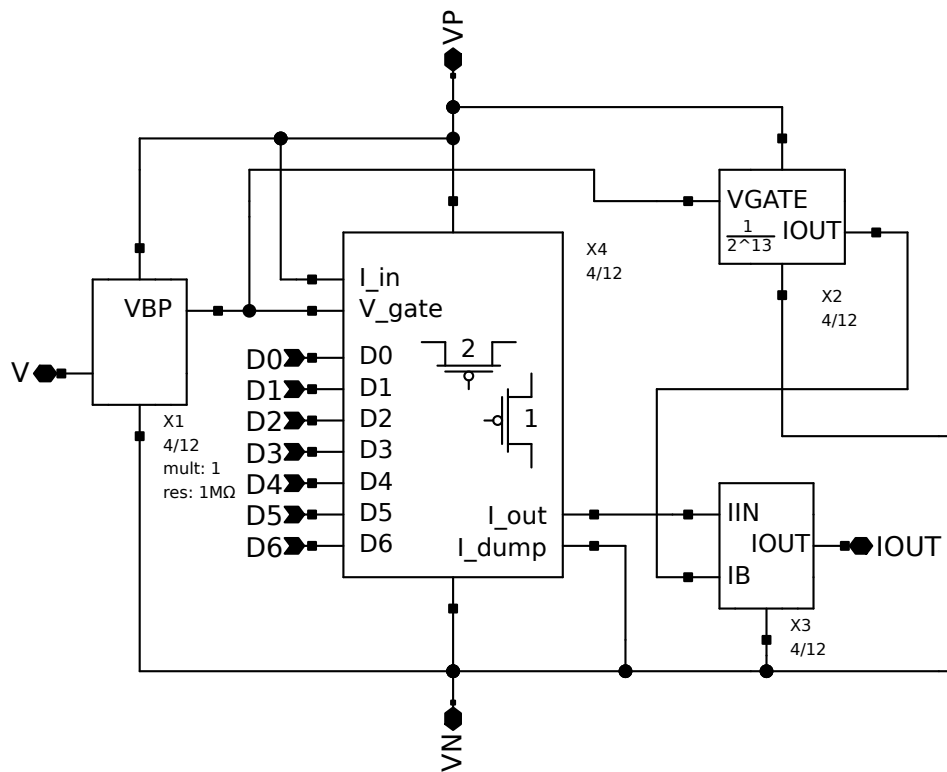 VP
VBP
V
X1
4/12
mult: 1
res: 1MΩ
I_in
V_gate
D0
D1
D2
D3
D4
D5
D6
D0
D1
D2
D3
D4
D5
D6
2
1
I_out
I_dump
X4
4/12
VGATE
1
2^13
IOUT
X2
4/12
IIN
IOUT
IB
IOUT
X3
4/12
VN